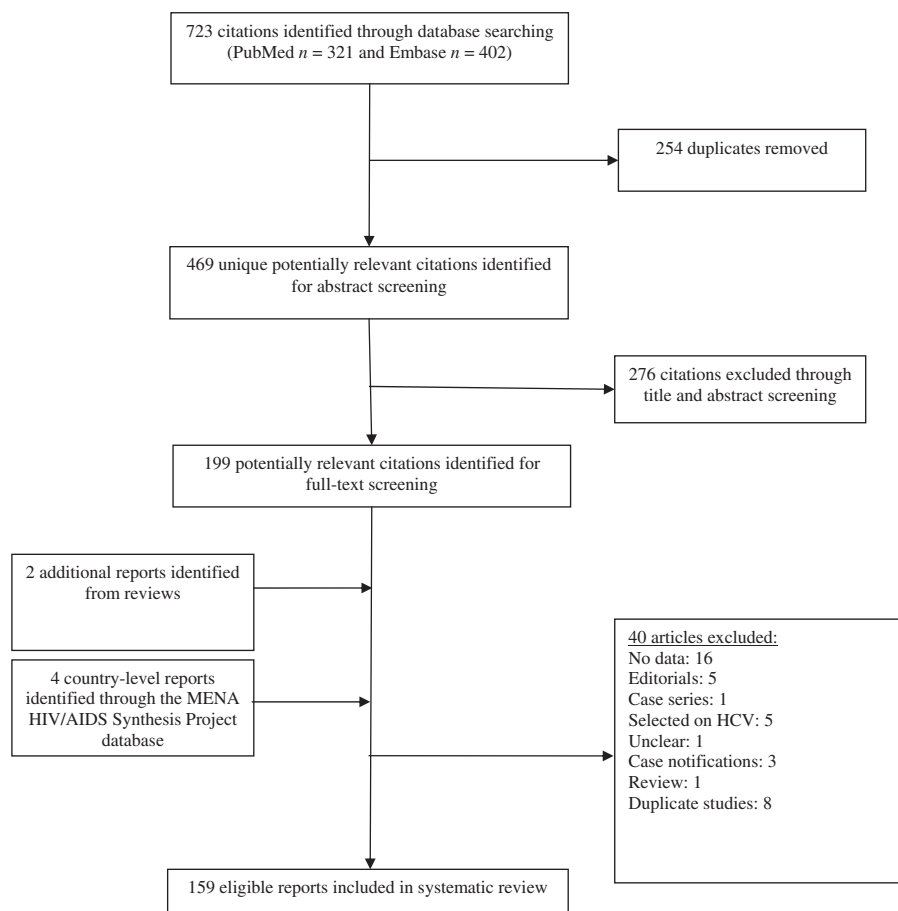 723 citations identified through database searching
(PubMed n = 321 and Embase n = 402)
254 duplicates removed
469 unique potentially relevant citations identified
for abstract screening
276 citations excluded through
title and abstract screening
199 potentially relevant citations identified for
full-text screening
2 additional reports identified
from reviews
4 country-level reports
identified through the MENA
HIV/AIDS Synthesis Project
database
40 articles excluded:
No data: 16
Editorials: 5
Case series: 1
Selected on HCV: 5
Unclear: 1
Case notifications: 3
Review: 1
Duplicate studies: 8
159 eligible reports included in systematic review